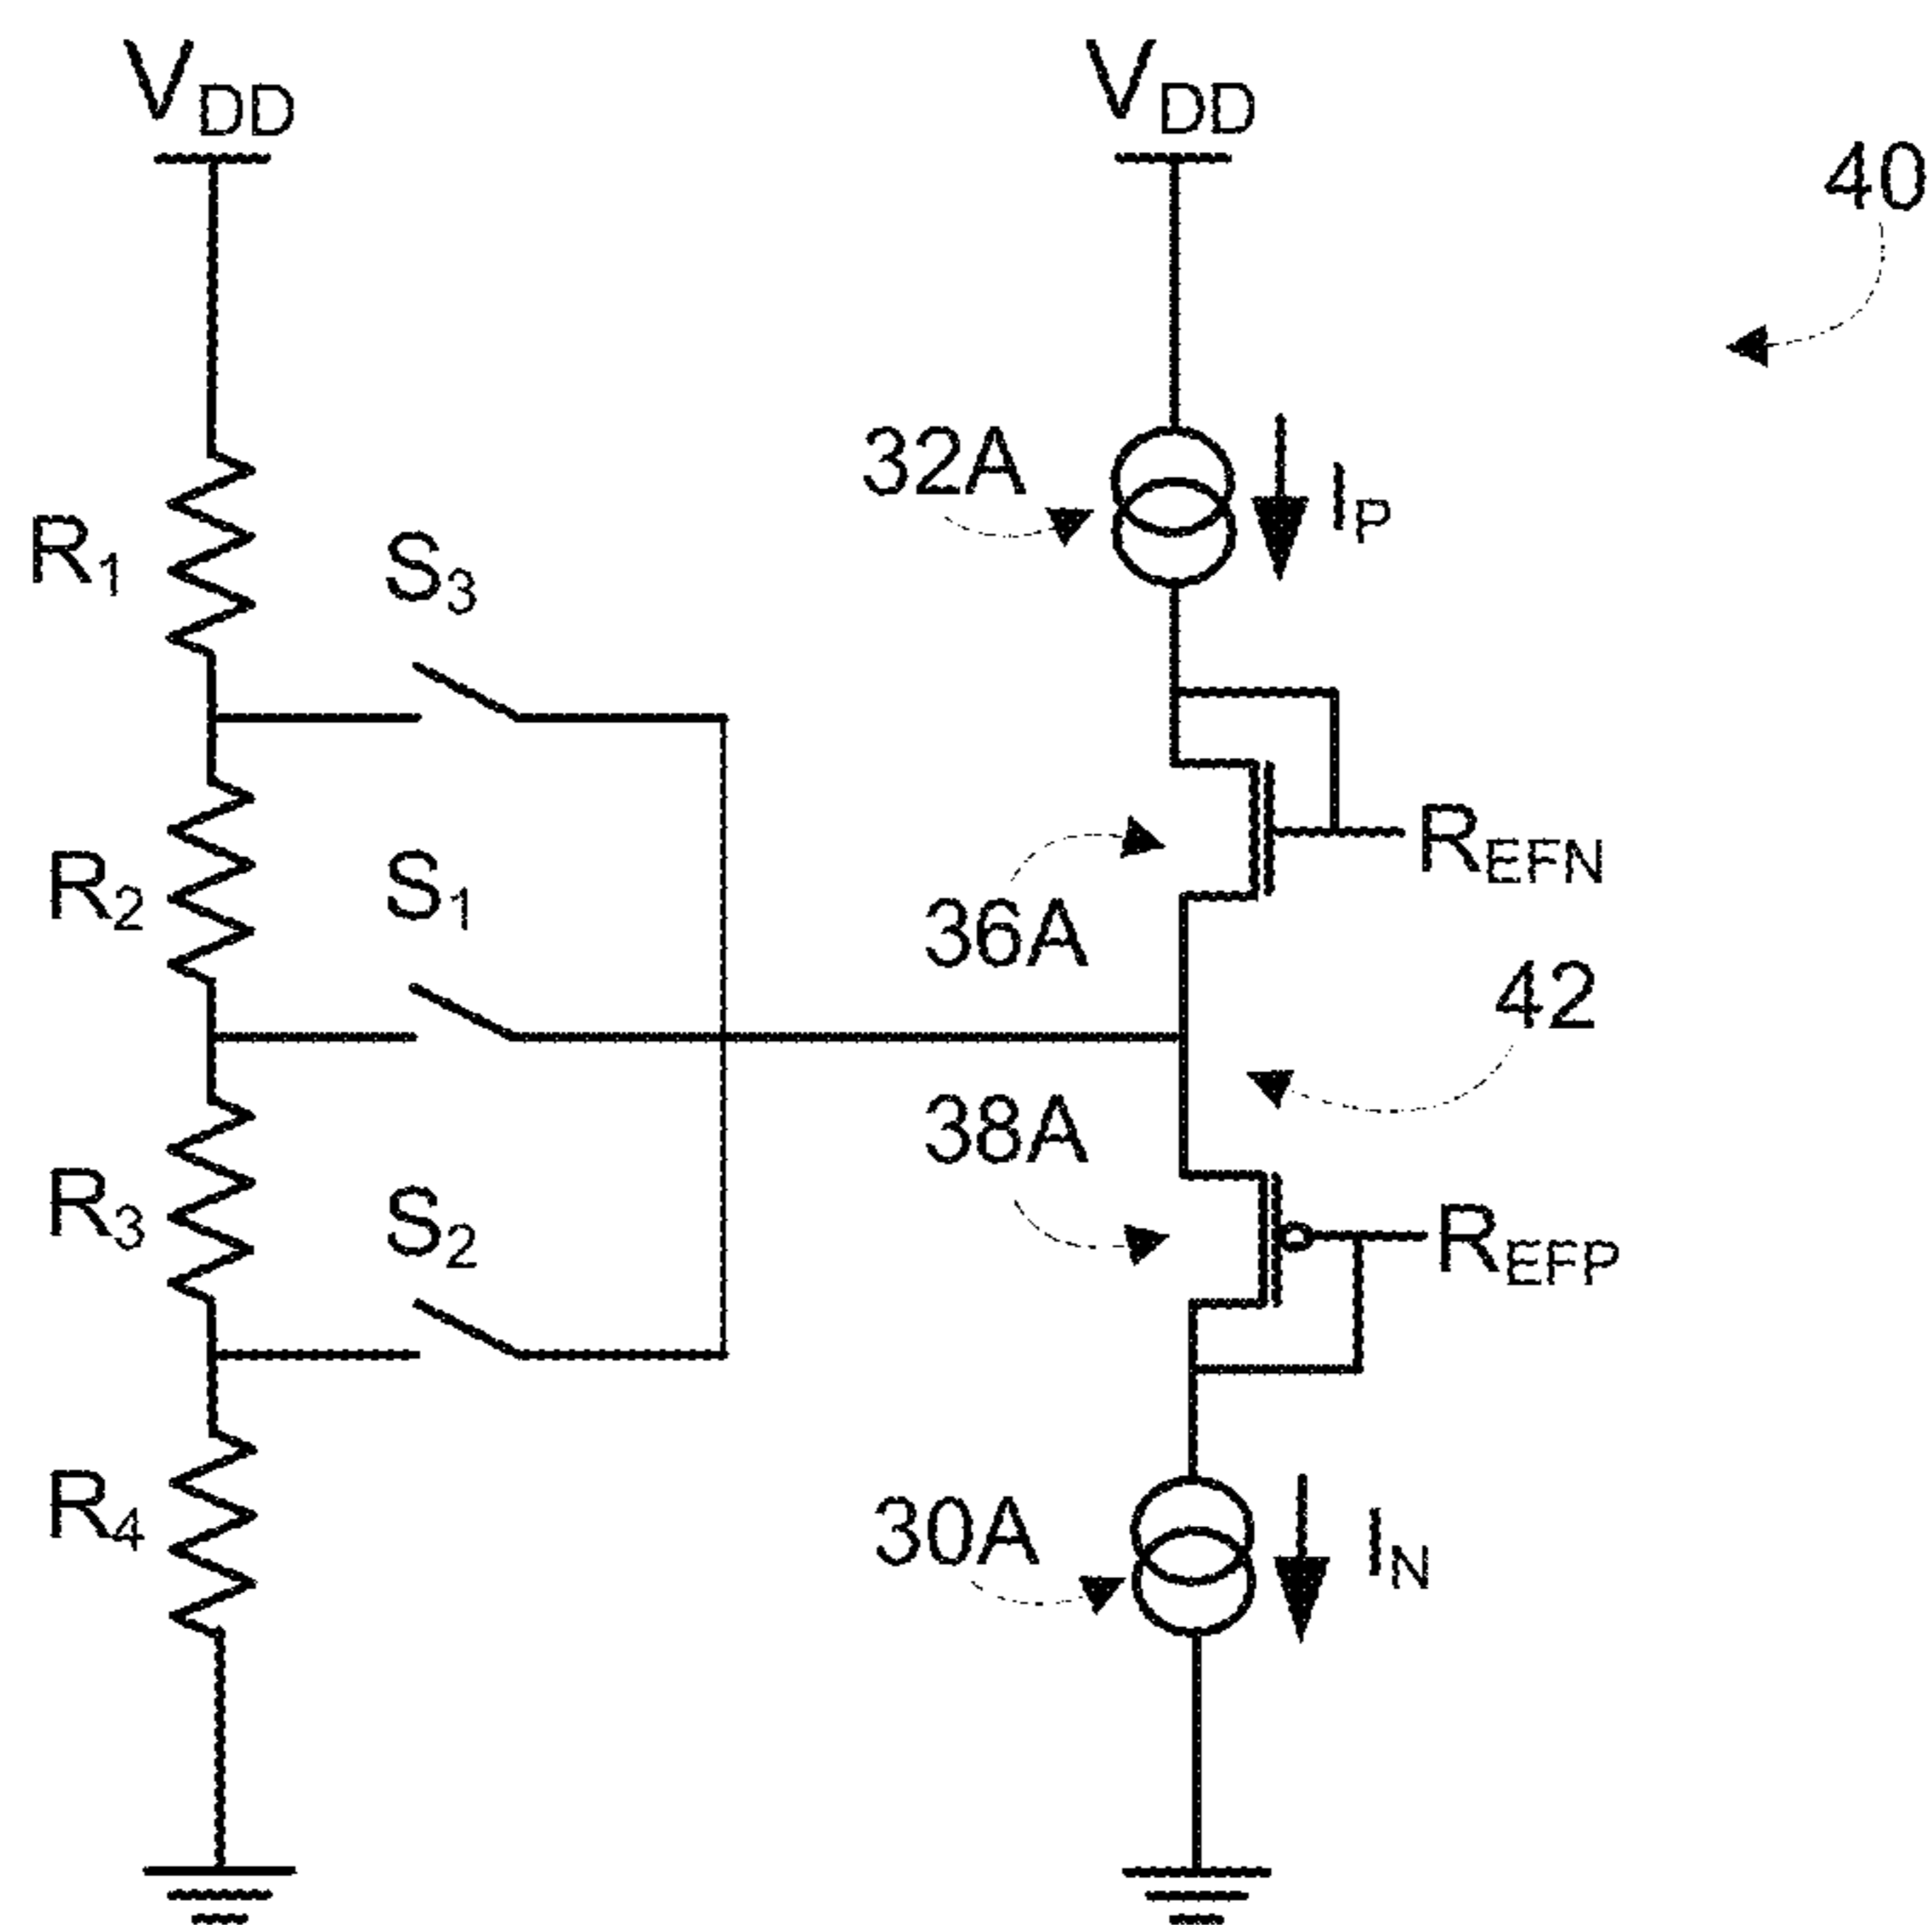 VDD
VDD
40
32A
IP
R1
S3
REFN
R2
S1
36A
42
38A
R3
S2
REFP
R4
30A
IN